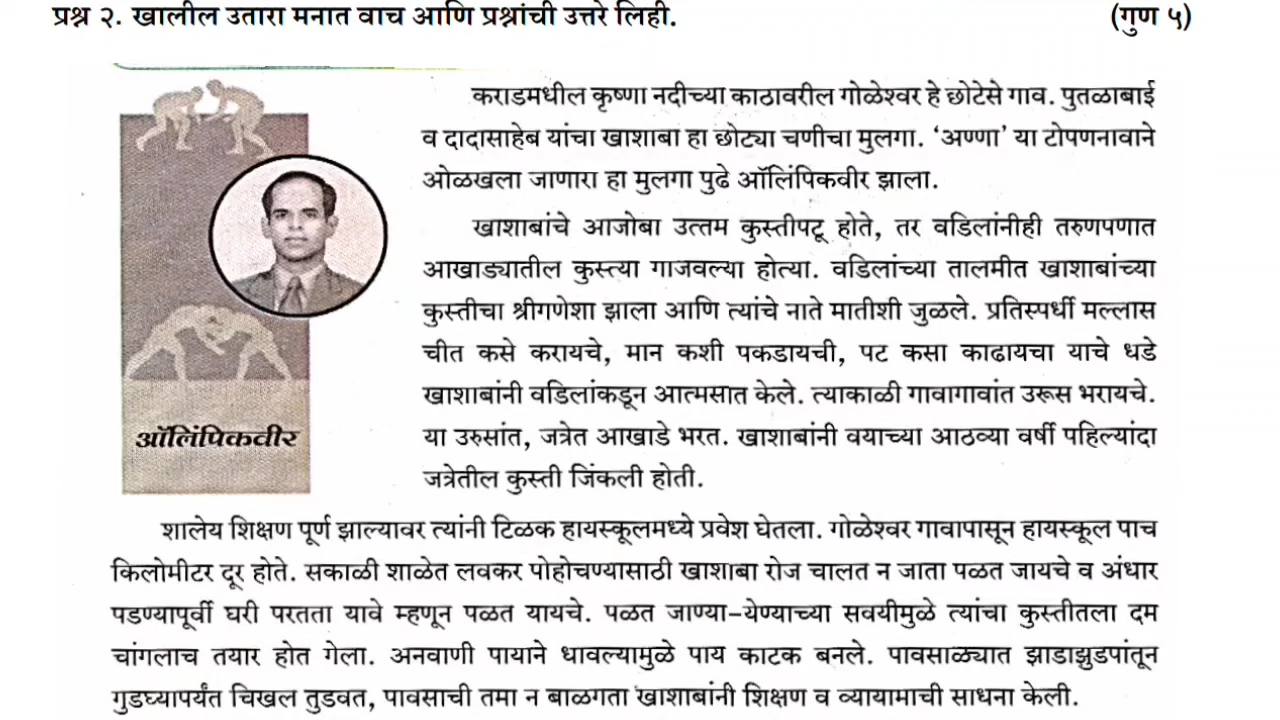 प्रश्न २. खालील उतारा मनात वाच आणि प्रश्नांची उत्तरे लिही. (गुण ५)
कराडमधील कृष्णा नदीच्या काठावरील गोळेश्वर हे छोटेसे गाव. पुतळाबाई
व दादासाहेब यांचा खाशाबा हा छोट्या चणीचा मुलगा. ‘अण्णा’ या टोपणनावाने
ओळखला जाणारा हा मुलगा पुढे ऑलिंपिकवीर झाला.
खाशाबांचे आजोबा उत्तम कुस्तीपटू होते, तर वडिलांनीही तरुणपणात
आखाड्यातील कुस्त्या गाजवल्या होत्या. वडिलांच्या तालमीत खाशाबांच्या
कुस्तीचा श्रीगणेशा झाला आणि त्यांचे नाते मातीशी जुळले. प्रतिस्पर्धी मल्लास
चीत कसे करायचे, मान कशी पकडायची, पट कसा काढायचा याचे धडे
खाशाबांनी वडिलांकडून आत्मसात केले. त्याकाळी गावागावांत उरूस भरायचे.
या उरुसांत, जत्रेत आखाडे भरत. खाशाबांनी वयाच्या आठव्या वर्षी पहिल्यांदा
जत्रेतील कुस्ती जिंकली होती.
ऑलिंपिकवीर
शालेय शिक्षण पूर्ण झाल्यावर त्यांनी टिळक हायस्कूलमध्ये प्रवेश घेतला. गोळेश्वर गावापासून हायस्कूल पाच
किलोमीटर दूर होते. सकाळी शाळेत लवकर पोहोचण्यासाठी खाशाबा रोज चालत न जाता पळत जायचे व अंधार
पडण्यापूर्वी घरी परतता यावे म्हणून पळत यायचे. पळत जाण्या-येण्याच्या सवयीमुळे त्यांचा कुस्तीतला दम
चांगलाच तयार होत गेला. अनवाणी पायाने धावल्यामुळे पाय काटक बनले. पावसाळ्यात झाडाझुडपांतून
गुडघ्यापर्यंत चिखल तुडवत, पावसाची तमा न बाळगता खाशाबांनी शिक्षण व व्यायामाची साधना केली.